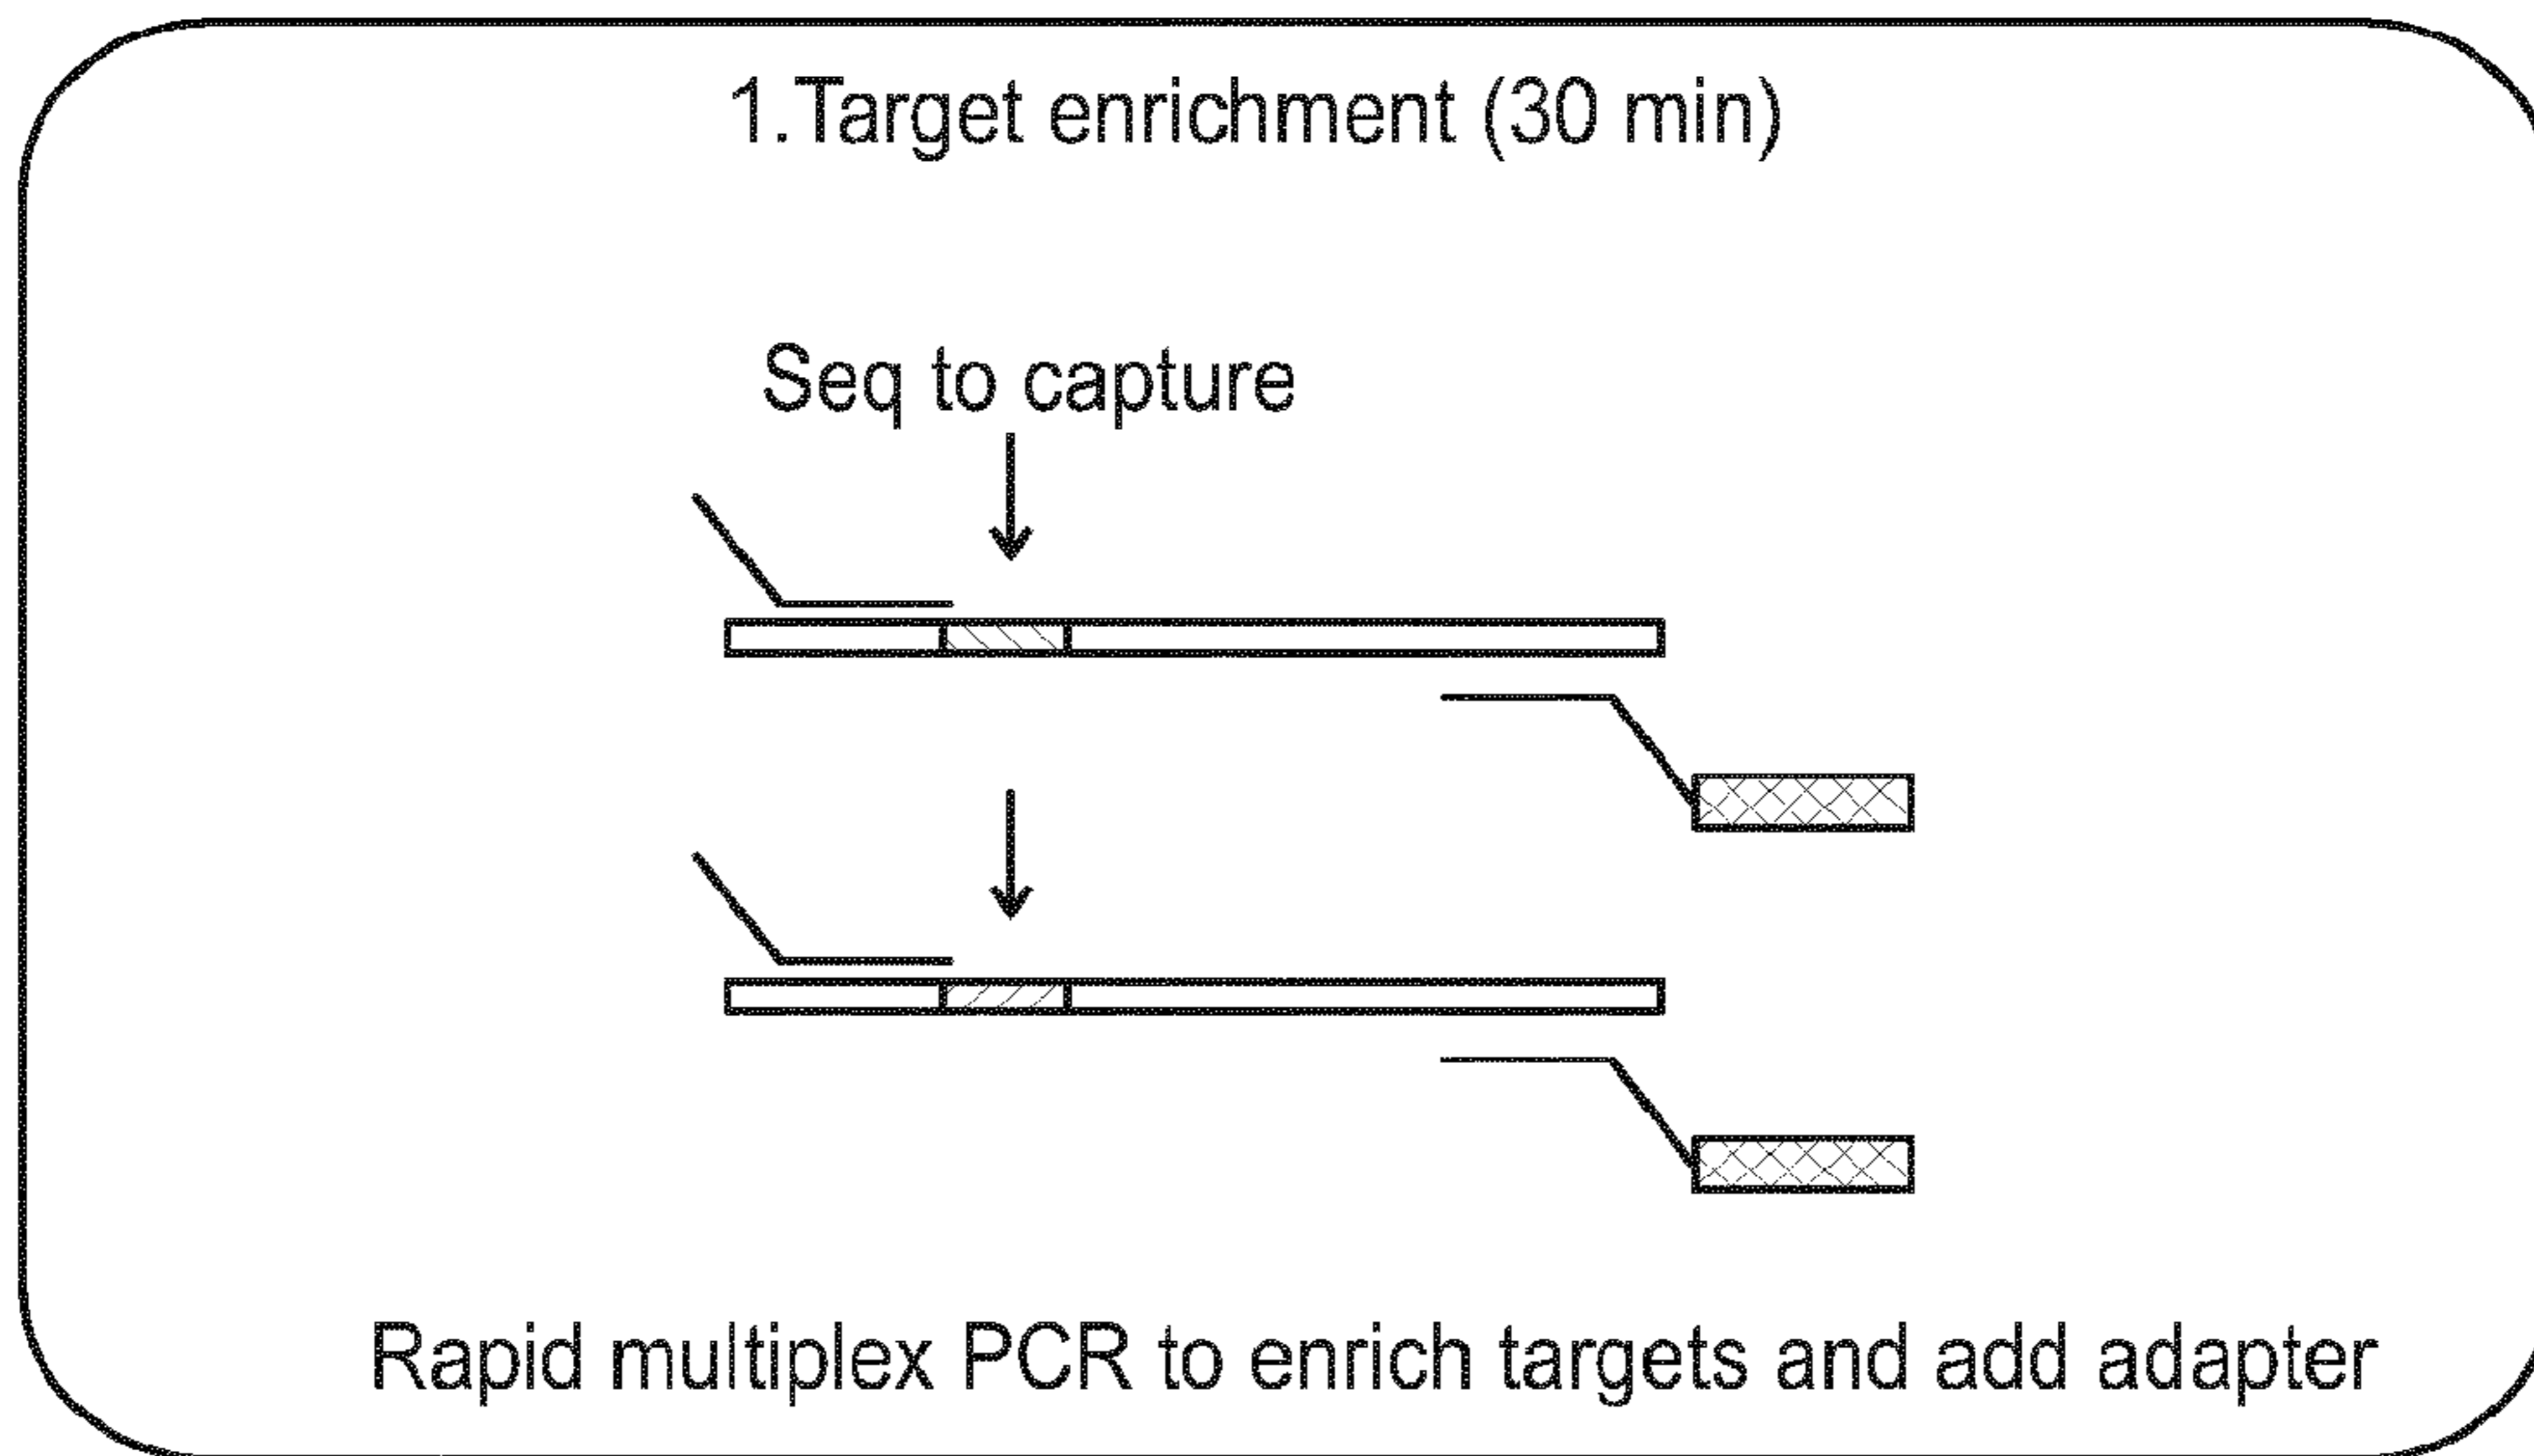 1.Target enrichment (30 min)
Seq to capture
Rapid multiplex PCR to enrich targets and add adapter